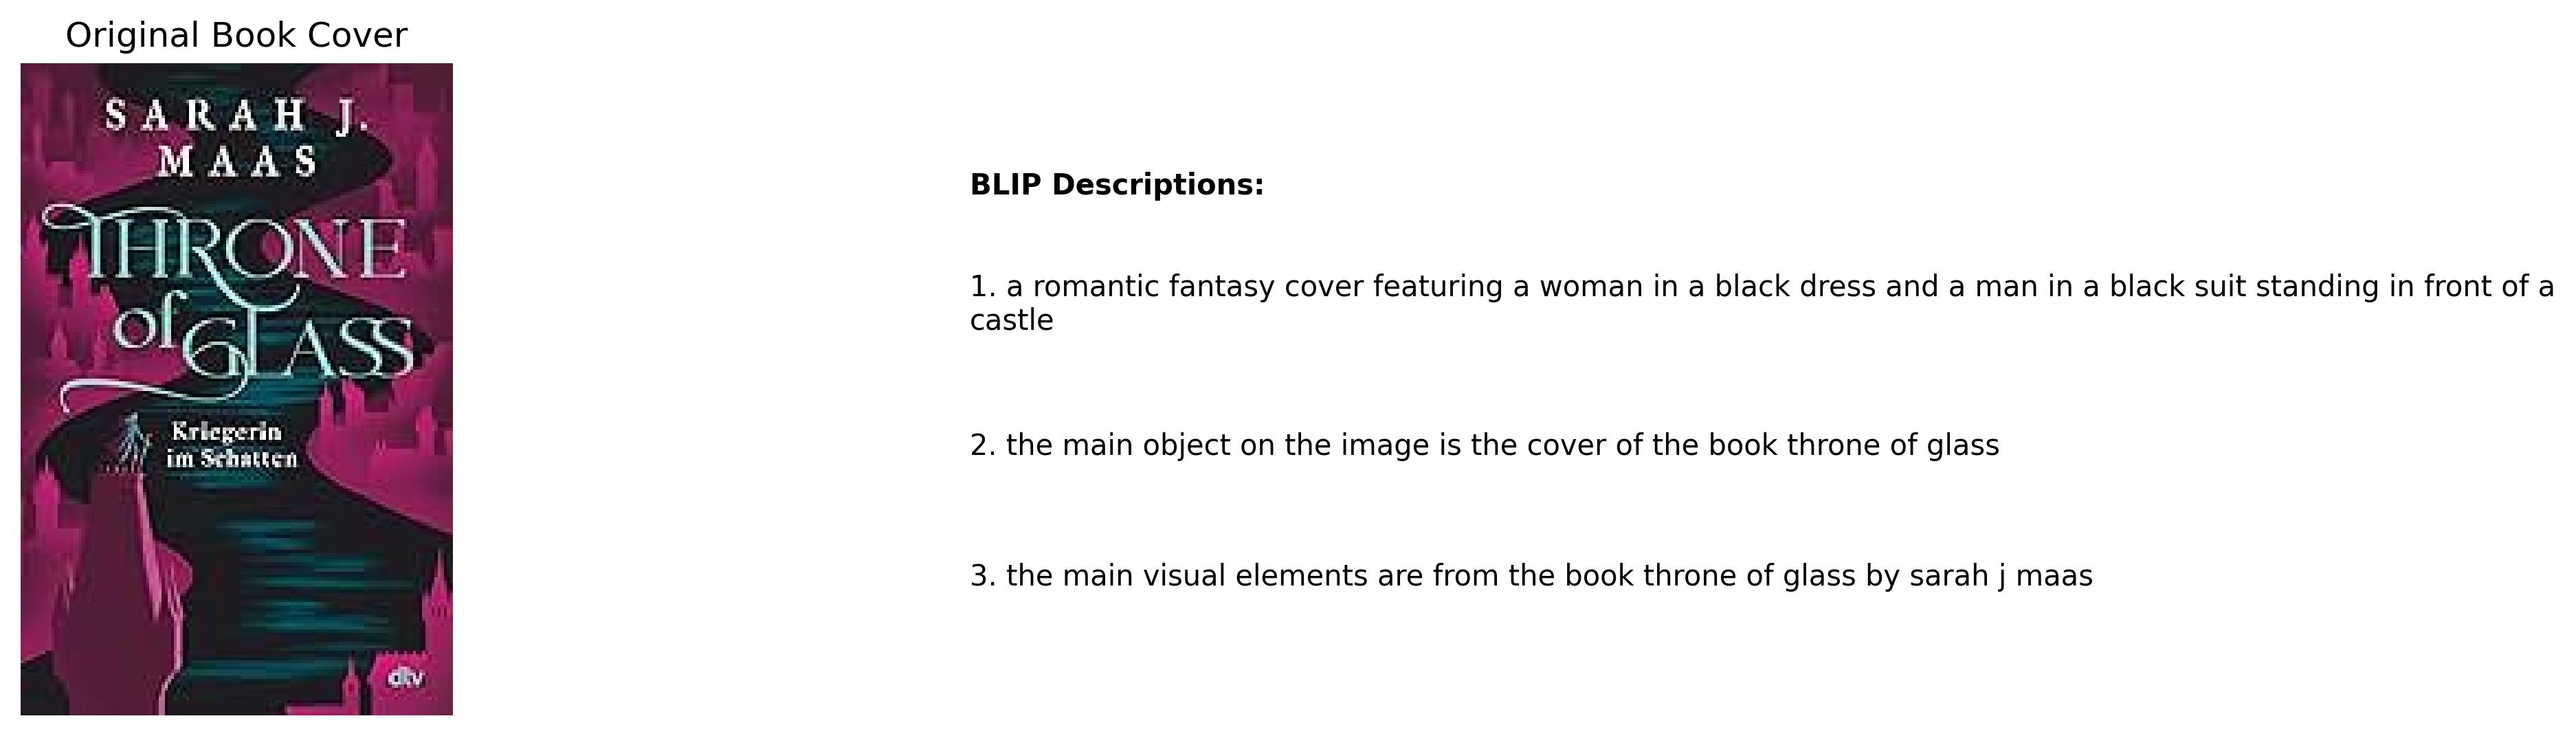 Original Book Cover
SARAH J.
MAAS
THRONE
of GLASS
Kriegerin
im Schatten
dtv
BLIP Descriptions:
1. a romantic fantasy cover featuring a woman in a black dress and a man in a black suit standing in front of a
castle
2. the main object on the image is the cover of the book throne of glass
3. the main visual elements are from the book throne of glass by sarah j maas